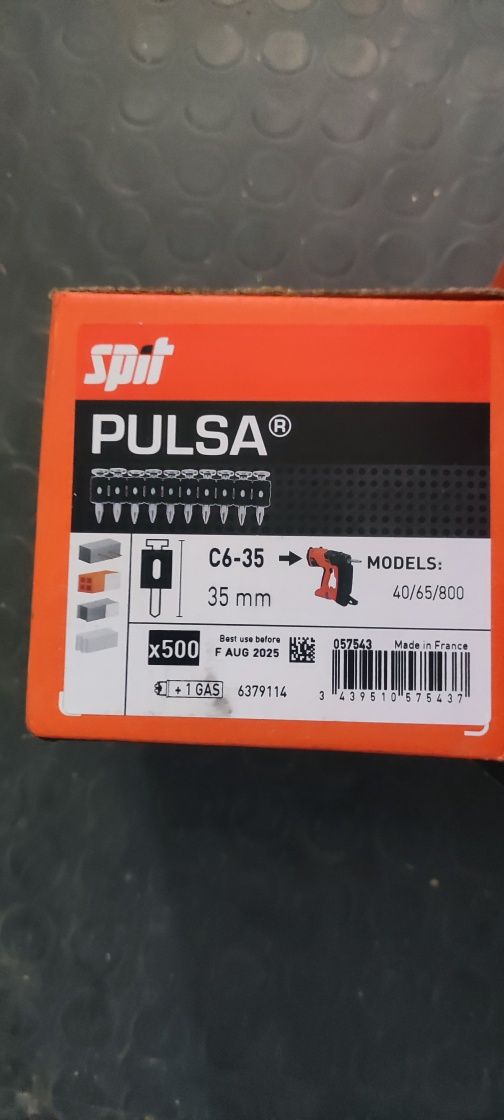 spit
PULSA®
C6-35
MODELS:
35 mm
40/65/800
x500
Best use before
F AUG 2025
057543
Made in France
+ 1 GAS
6379114
3 439510 575437